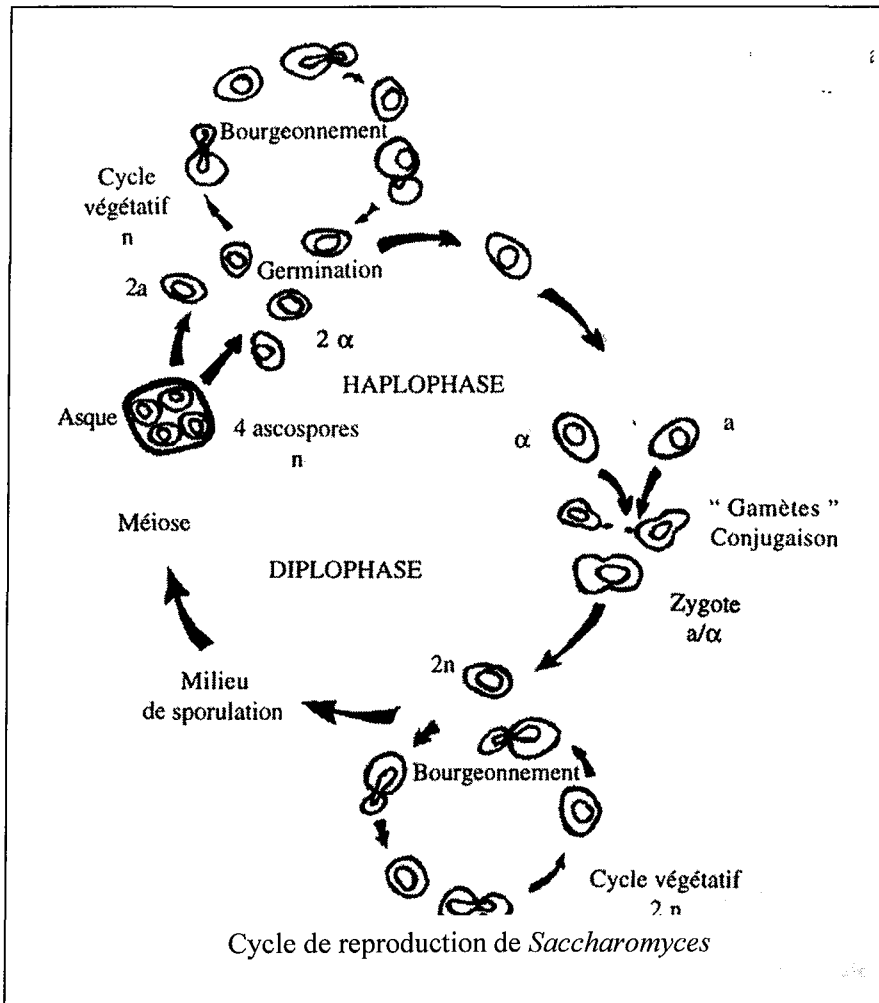 Bourgeonnement
Cycle
végétatif
n
Germination
2a
2 α
HAPLOPHASE
Asque
4 ascospores
n
α
a
“ Gamètes ”
Conjugaison
Méiose
DIPLOPHASE
Zygote
a/α
2n
Milieu
de sporulation
Bourgeonnement
Cycle végétatif
2 n
Cycle de reproduction de Saccharomyces